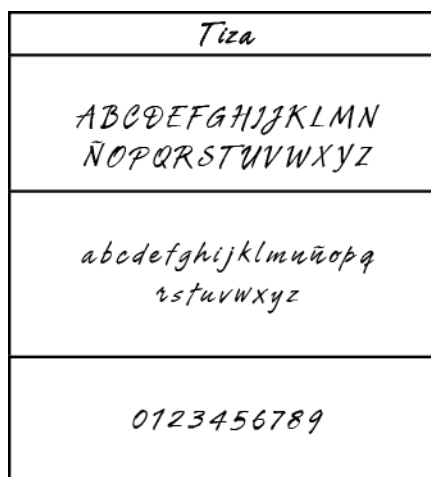 Tiza
ABCDEFGHIJKLMN
ÑOPQRSTUVWXYZ
abcdefghijklmnñopq
rstuvwxyz
0123456789